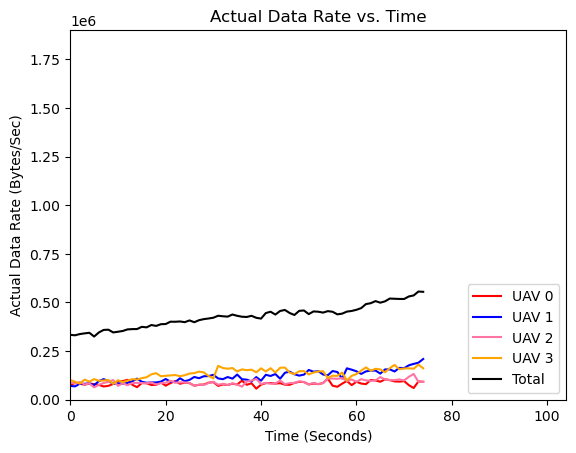 Actual Data Rate vs. Time
1e6
Actual Data Rate (Bytes/Sec)
1.75
1.50
1.25
1.00
0.75
0.50
0.25
0.00
0 20 40 60 80 100
Time (Seconds)
UAV 0
UAV 1
UAV 2
UAV 3
Total